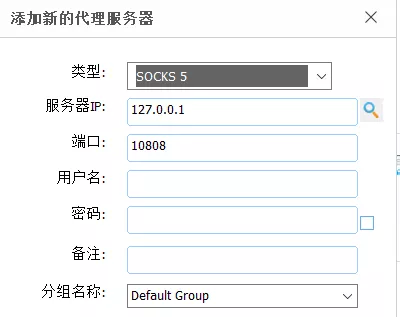 添加新的代理服务器
类型: SOCKS 5
服务器IP: 127.0.0.1
端口: 10808
用户名:
密码:
备注:
分组名称: Default Group